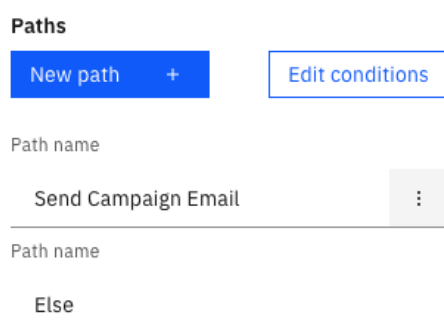 Paths
New path +
Edit conditions
Path name
Send Campaign Email
Path name
Else